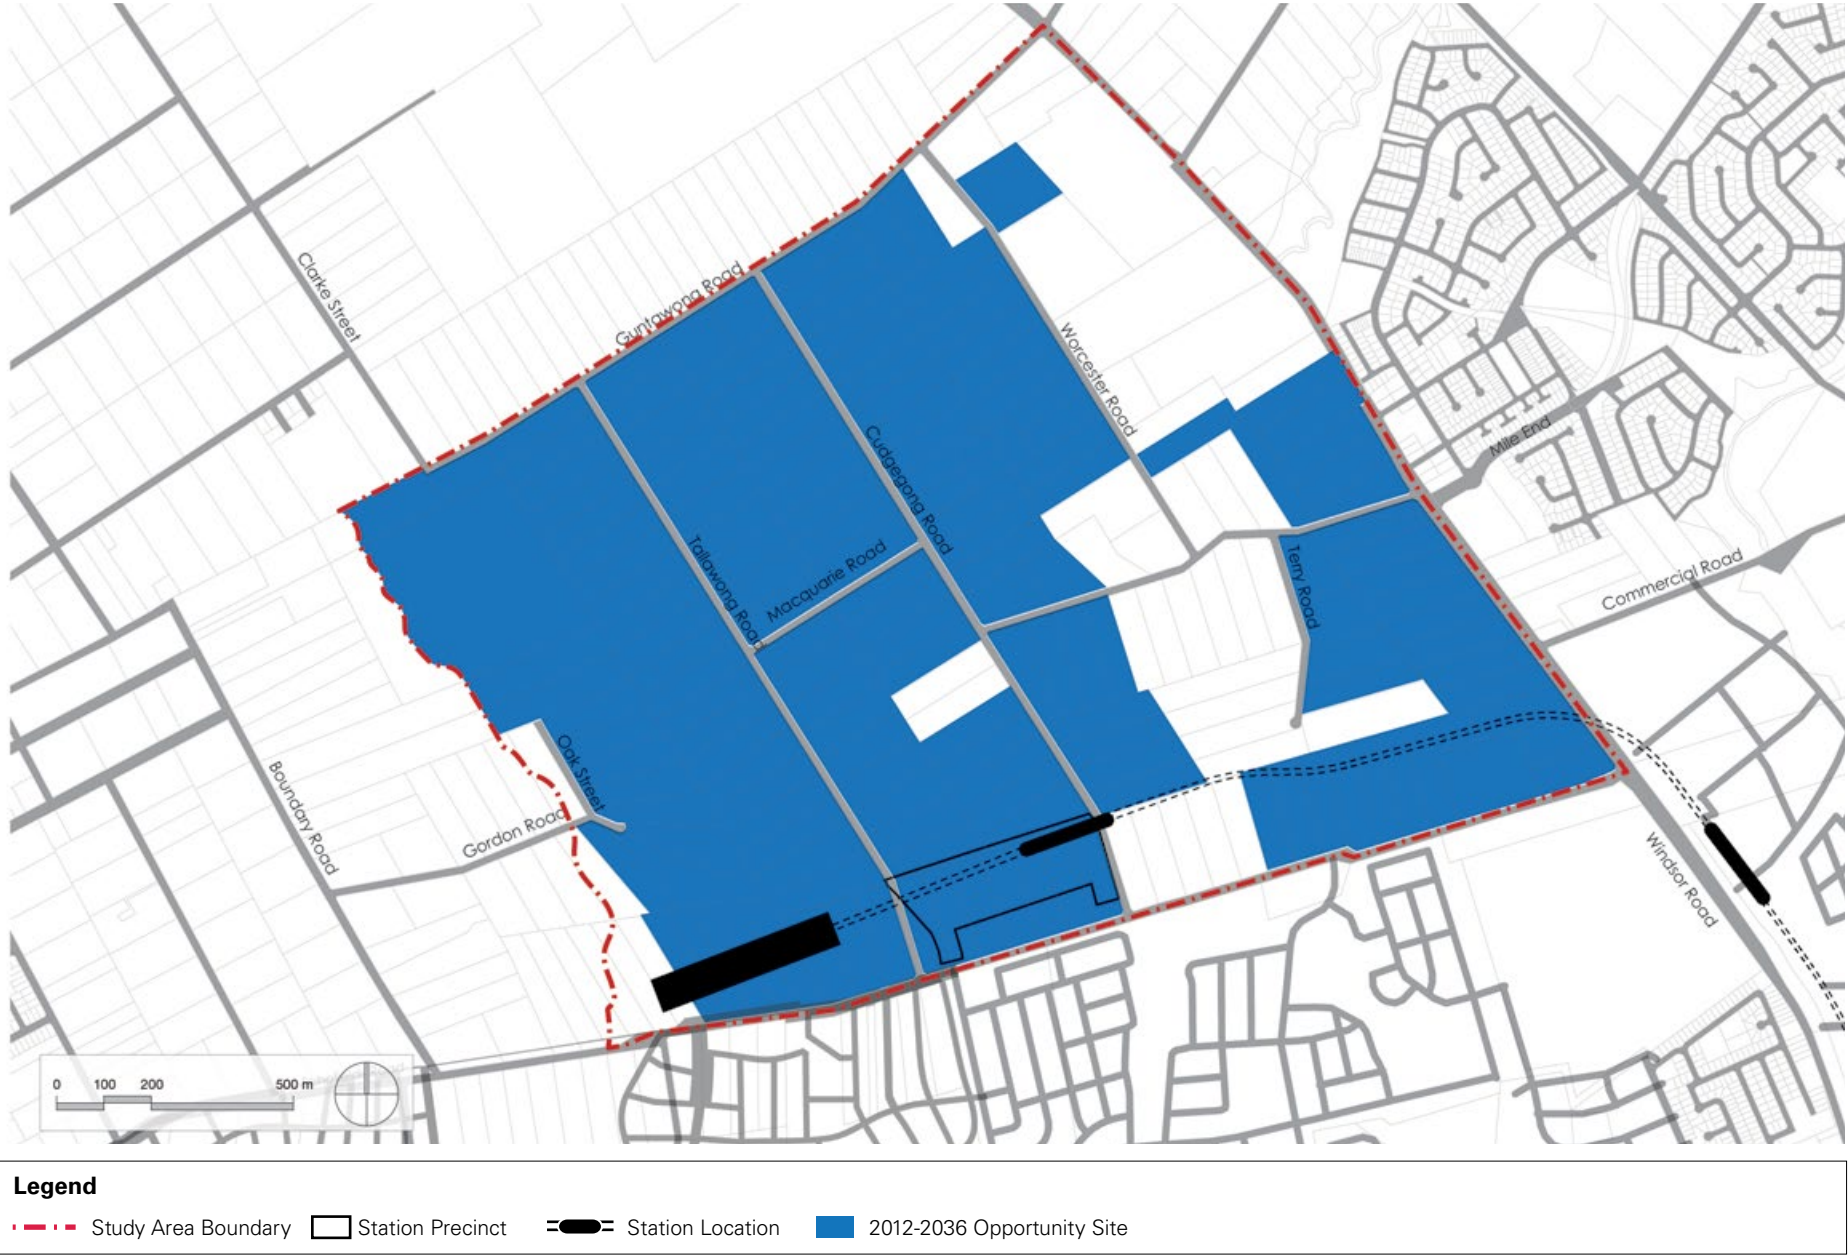 Clarke Street
Guntawong Road
Worcester Road
Cudgegong Road
Mile End
Tallawong Road
Macquarie Road
Terry Road
Commercial Road
Oak Street
Boundary Road
Gordon Road
Windsor Road
0 100 200 500 m
Legend
Study Area Boundary Station Precinct Station Location 2012-2036 Opportunity Site